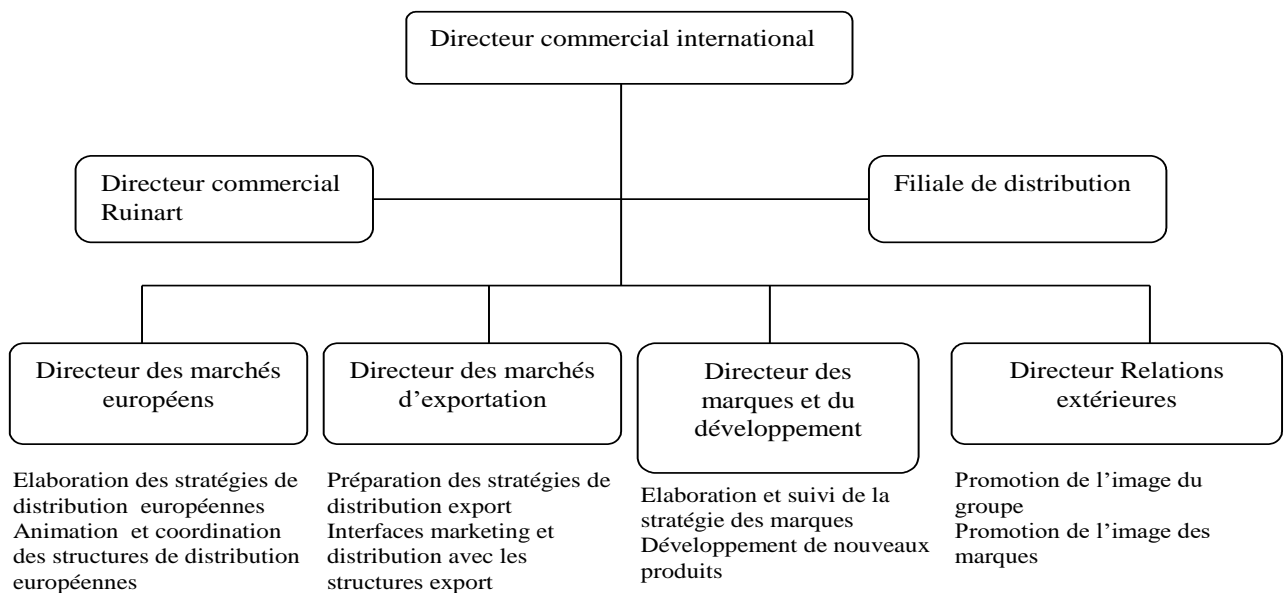 Directeur commercial international
Directeur commercial
Ruinart
Filiale de distribution
Directeur des marchés
européens
Directeur des marchés
d’exportation
Directeur des
marques et du
développement
Directeur Relations
extérieures
Elaboration des stratégies de
distribution européennes
Animation et coordination
des structures de distribution
européennes
Préparation des stratégies de
distribution export
Interfaces marketing et
distribution avec les
structures export
Elaboration et suivi de la
stratégie des marques
Développement de nouveaux
produits
Promotion de l’image du
groupe
Promotion de l’image des
marques